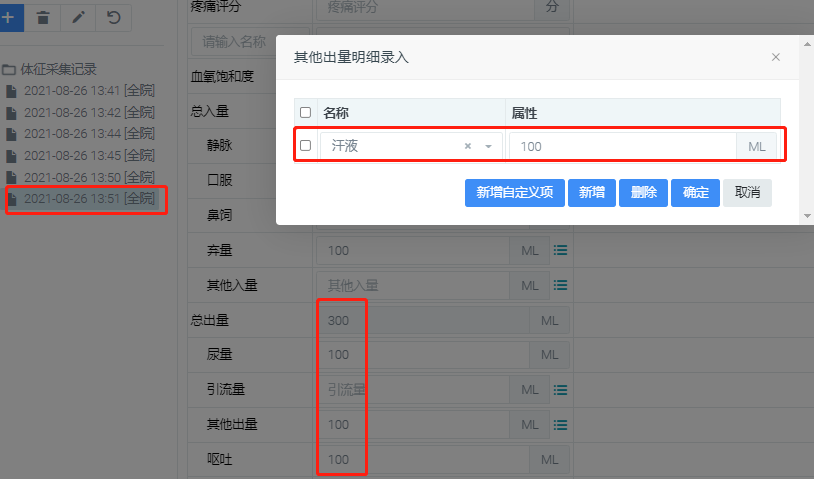 疼痛评分 疼痛评分 分
请输入名称
体征采集记录
2021-08-26 13:41 [全院]
2021-08-26 13:42 [全院]
2021-08-26 13:44 [全院]
2021-08-26 13:45 [全院]
2021-08-26 13:50 [全院]
2021-08-26 13:51 [全院]
血氧饱和度
总入量
静脉
口服
鼻饲
弃量 100 ML
其他入量 其他入量 ML
总出量 300 ML
尿量 100 ML
引流量 引流量 ML
其他出量 100 ML
呕吐 100 ML
其他出量明细录入 ×
名称 属性
汗液 × 100 ML
新增自定义项 新增 删除 确定 取消